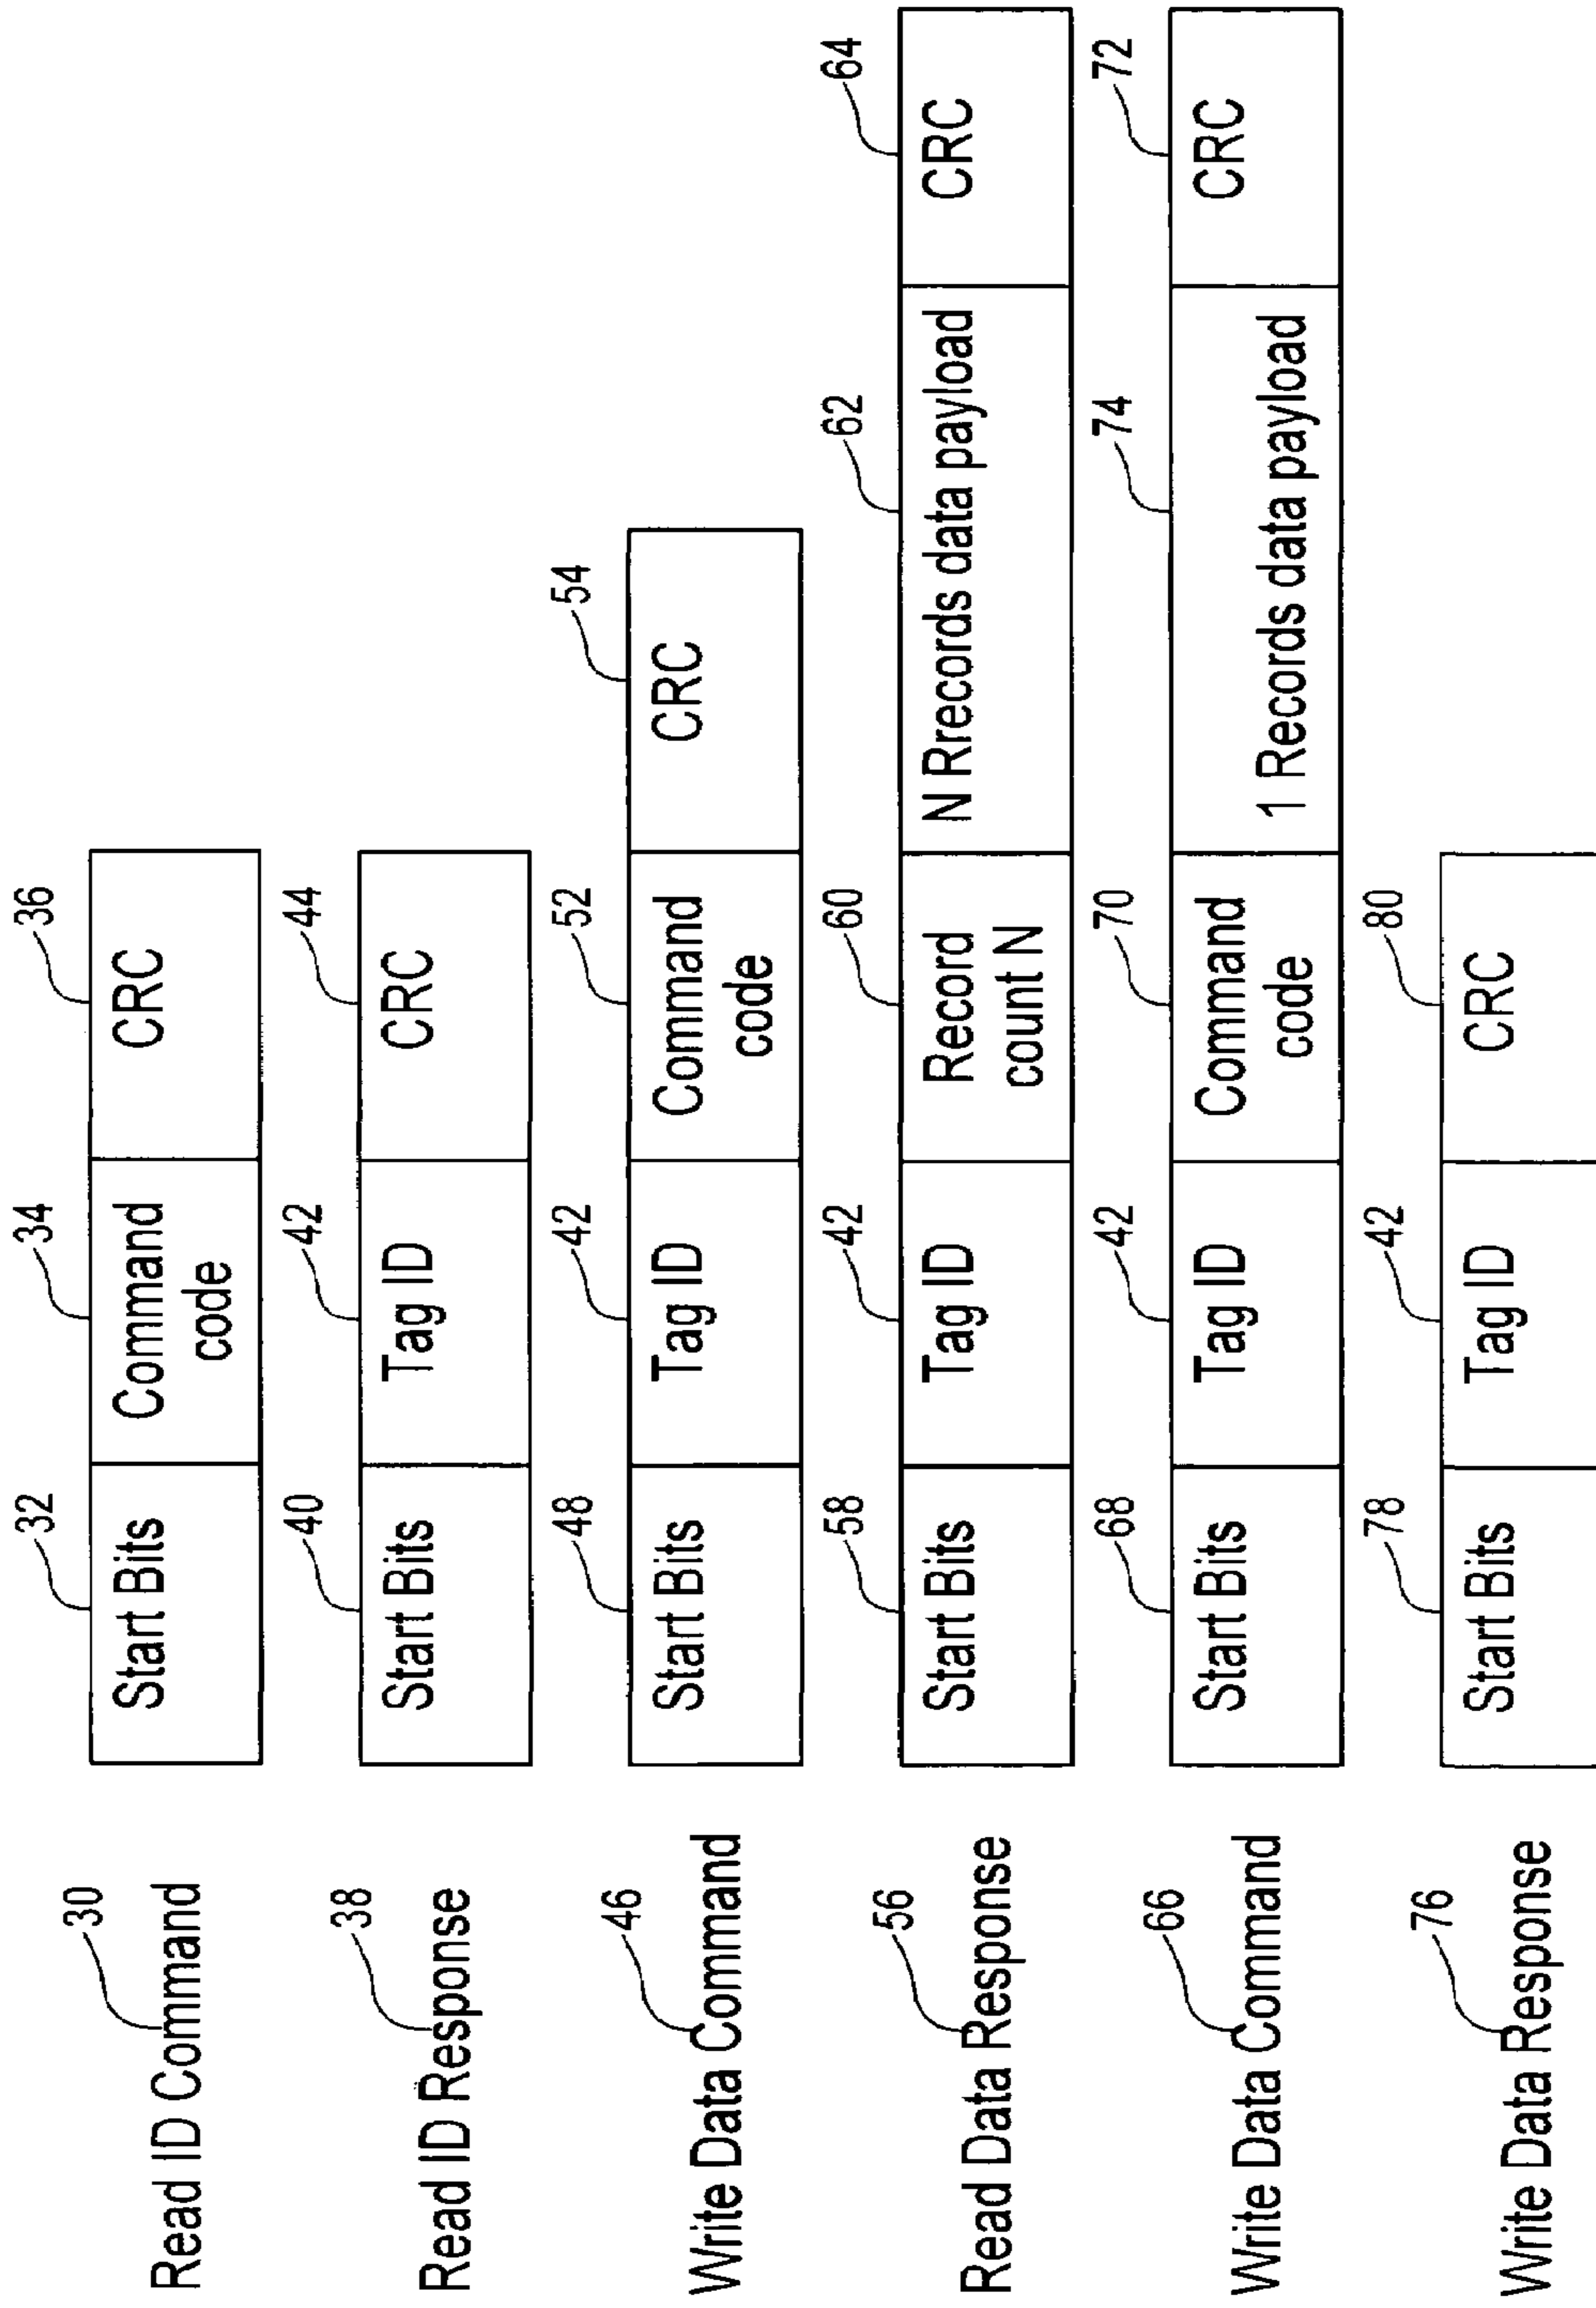 30
Read ID Command
32
34
36
Start Bits
Command
code
CRC
38
Read ID Response
40
42
44
Start Bits
Tag ID
CRC
46
Write Data Command
48
42
52
54
Start Bits
Tag ID
Command
code
CRC
56
Read Data Response
58
42
60
62
64
Start Bits
Tag ID
Record
count N
N Rrecords data payload
CRC
66
Write Data Command
68
42
70
74
72
Start Bits
Tag ID
Command
code
1 Records data payload
CRC
76
Write Data Response
78
42
80
Start Bits
Tag ID
CRC